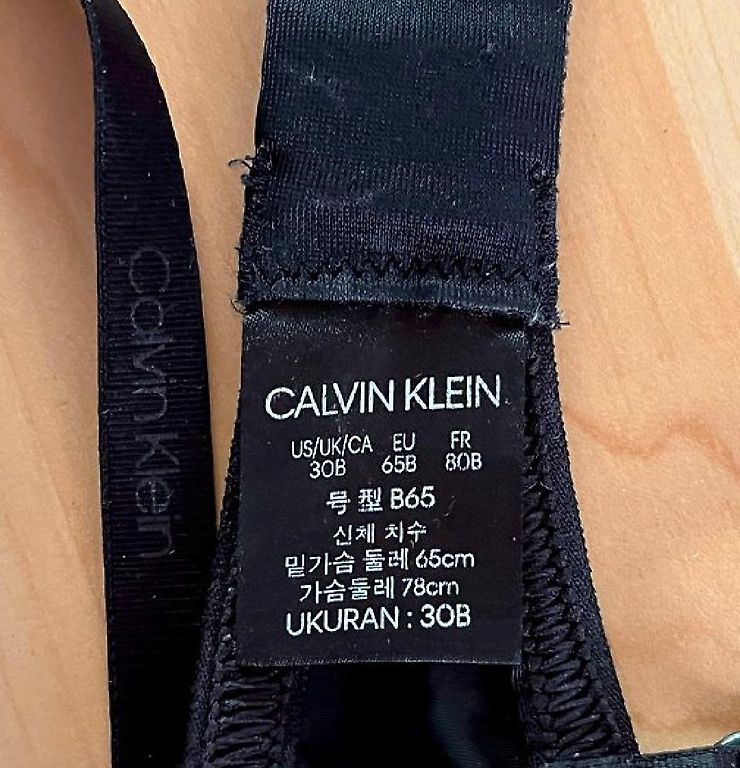 Calvin Klein
CALVIN KLEIN
US/UK/CA EU FR
30B 65B 80B
号型 B65
신체 치수
밑가슴 둘레 65cm
가슴둘레 78cm
UKURAN : 30B